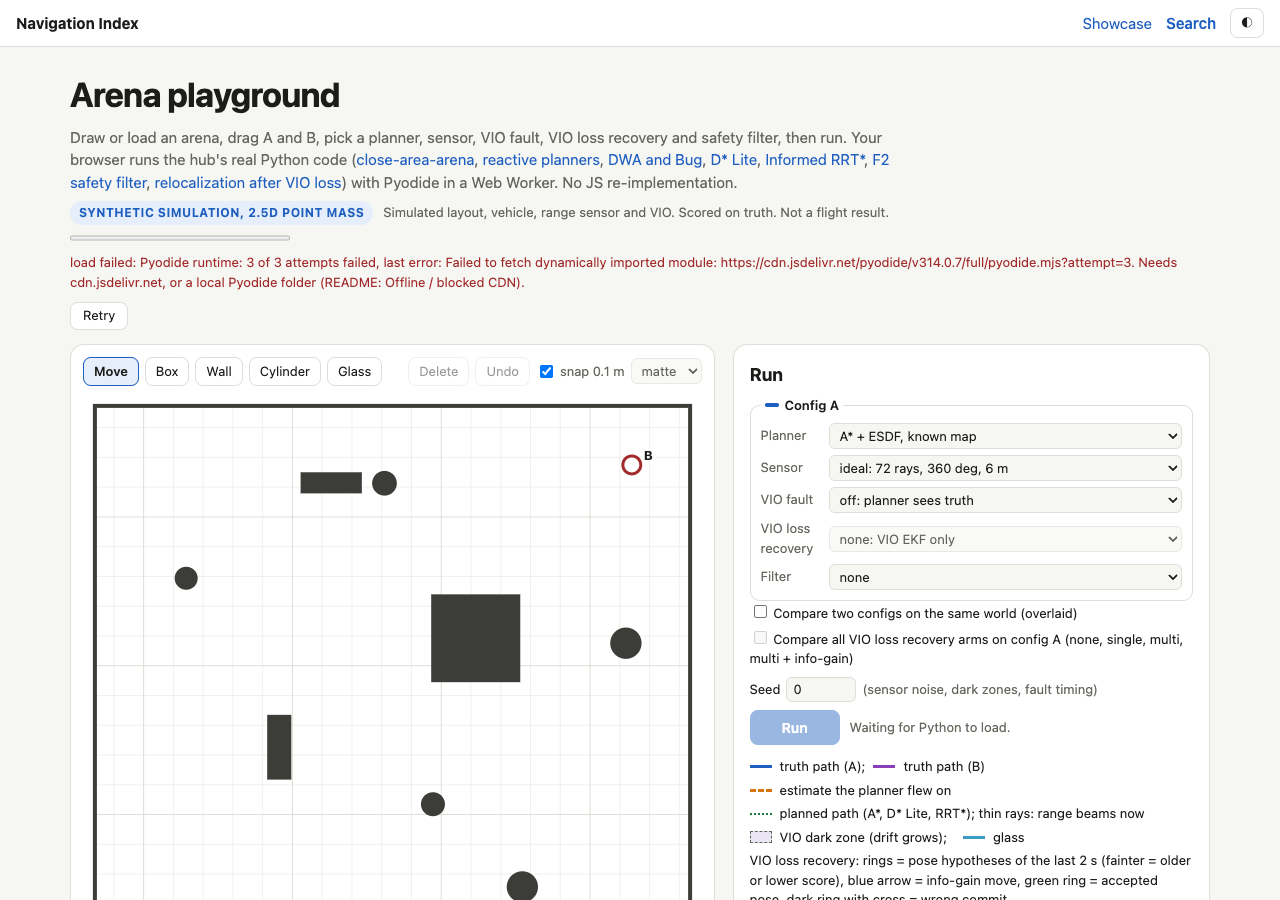 Navigation Index
Showcase
Search
Arena playground
Draw or load an arena, drag A and B, pick a planner, sensor, VIO fault, VIO loss recovery and safety filter, then run. Your
browser runs the hub's real Python code (close-area-arena, reactive planners, DWA and Bug, D* Lite, Informed RRT*, F2
safety filter, relocalization after VIO loss) with Pyodide in a Web Worker. No JS re-implementation.
SYNTHETIC SIMULATION, 2.5D POINT MASS
Simulated layout, vehicle, range sensor and VIO. Scored on truth. Not a flight result.
load failed: Pyodide runtime: 3 of 3 attempts failed, last error: Failed to fetch dynamically imported module: https://cdn.jsdelivr.net/pyodide/v314.0.7/full/pyodide.mjs?attempt=3. Needs
cdn.jsdelivr.net, or a local Pyodide folder (README: Offline / blocked CDN).
Retry
Move
Box
Wall
Cylinder
Glass
Delete
Undo
snap 0.1 m
matte
B
Run
Config A
Planner
A* + ESDF, known map
Sensor
ideal: 72 rays, 360 deg, 6 m
VIO fault
off: planner sees truth
VIO loss
recovery
none: VIO EKF only
Filter
none
Compare two configs on the same world (overlaid)
Compare all VIO loss recovery arms on config A (none, single, multi,
multi + info-gain)
Seed
0
(sensor noise, dark zones, fault timing)
Run
Waiting for Python to load.
truth path (A);
truth path (B)
estimate the planner flew on
planned path (A*, D* Lite, RRT*); thin rays: range beams now
VIO dark zone (drift grows);
glass
VIO loss recovery: rings = pose hypotheses of the last 2 s (fainter = older
or lower score), blue arrow = info-gain move, green ring = accepted
pose, dark ring with cross = wrong commit